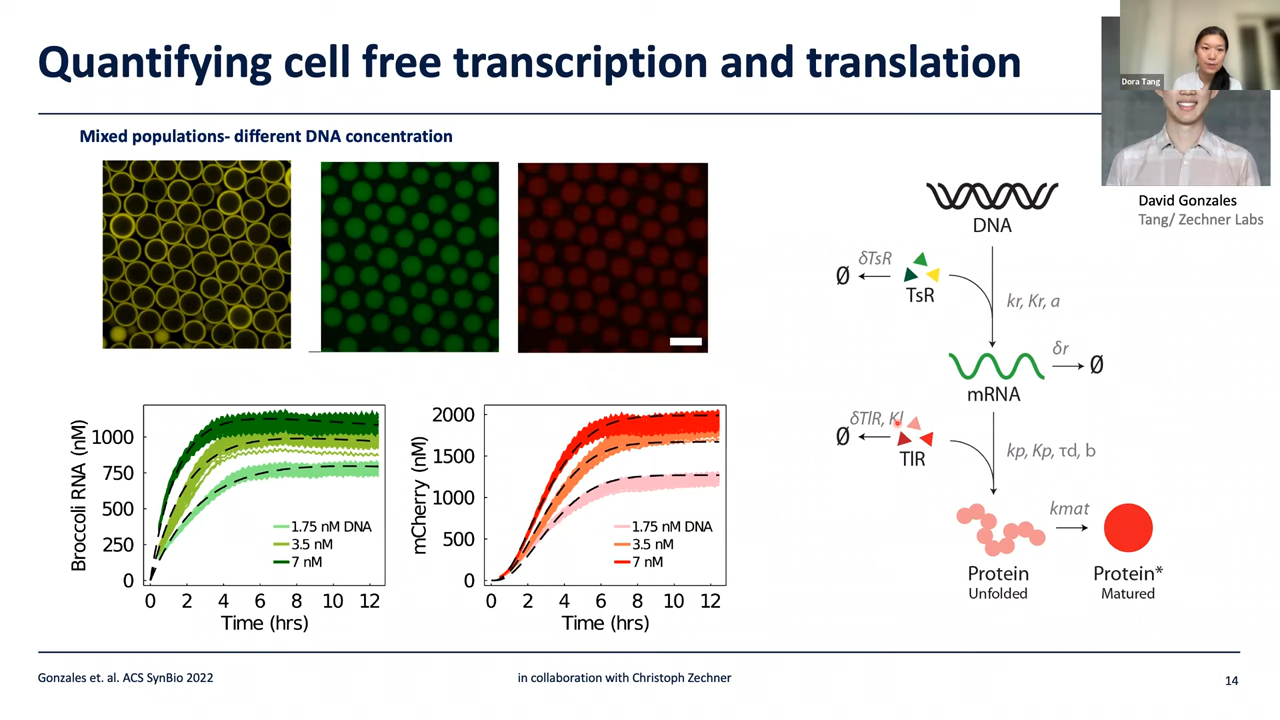 Quantifying cell free transcription and translation
Dora Tang
Mixed populations- different DNA concentration
David Gonzales
Tang/ Zechner Labs
DNA
δTsR
Ø
TsR
kr, Kr, a
δr
Ø
mRNA
δTlR, Kl
Ø
TlR
kp, Kp, τd, b
kmat
Protein
Unfolded
Protein*
Matured
Broccoli RNA (nM)
1000
750
500
250
0
1.75 nM DNA
3.5 nM
7 nM
0 2 4 6 8 10 12
Time (hrs)
mCherry (nM)
2000
1500
1000
500
0
1.75 nM DNA
3.5 nM
7 nM
0 2 4 6 8 10 12
Time (hrs)
Gonzales et. al. ACS SynBio 2022
in collaboration with Christoph Zechner
14